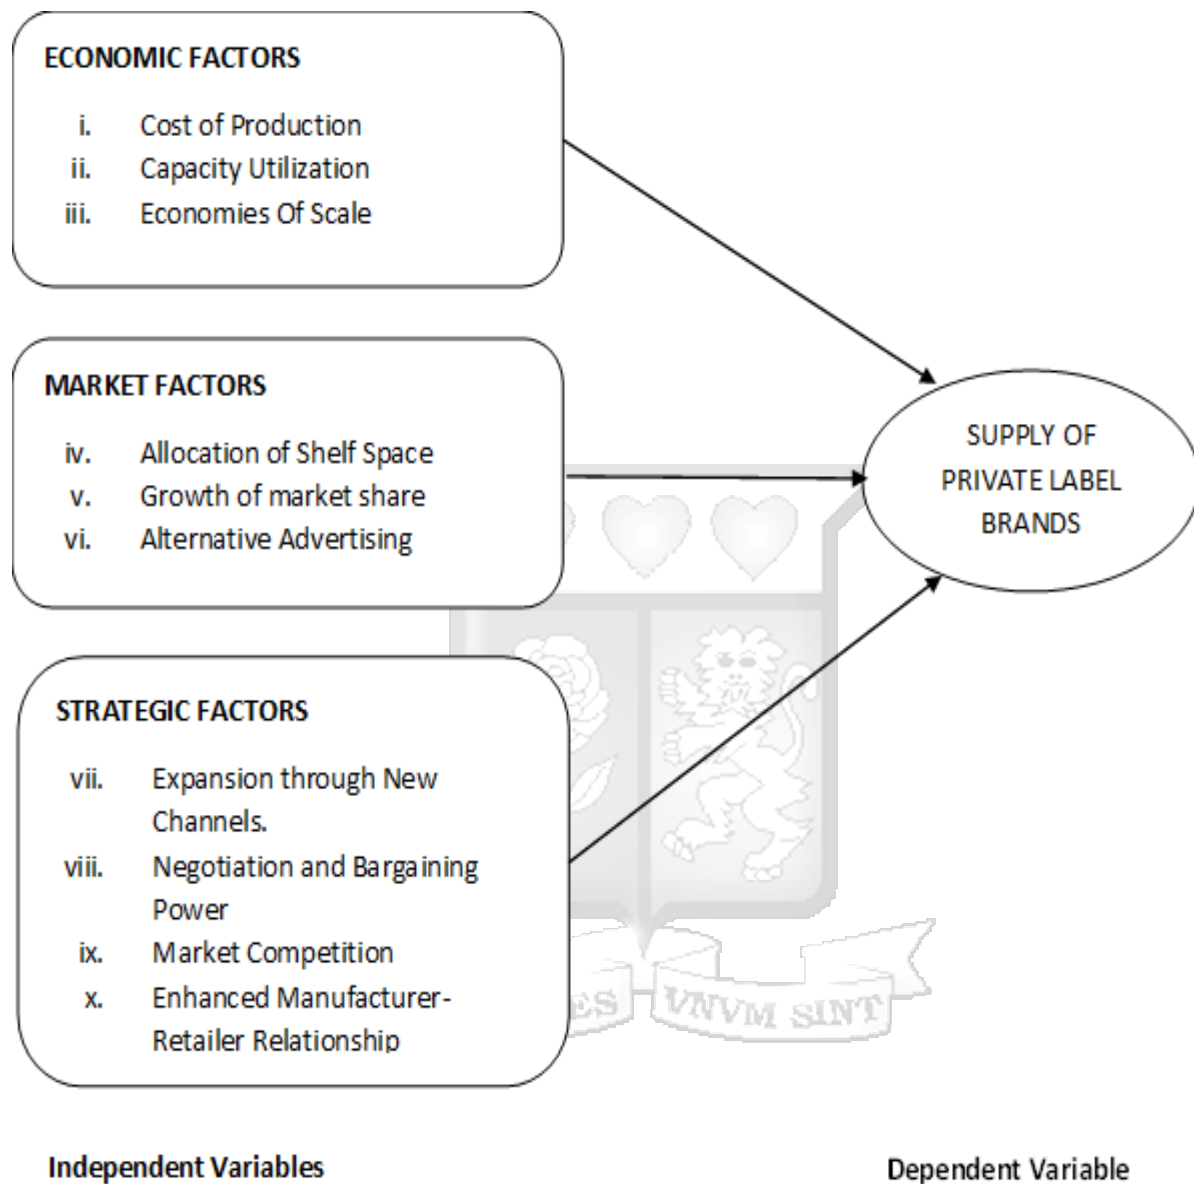 ECONOMIC FACTORS
i. Cost of Production
ii. Capacity Utilization
iii. Economies Of Scale
MARKET FACTORS
iv. Allocation of Shelf Space
v. Growth of market share
vi. Alternative Advertising
STRATEGIC FACTORS
vii. Expansion through New
Channels.
viii. Negotiation and Bargaining
Power
ix. Market Competition
x. Enhanced Manufacturer-
Retailer Relationship
SUPPLY OF
PRIVATE LABEL
BRANDS
ES VNVM SINT
Independent Variables
Dependent Variable